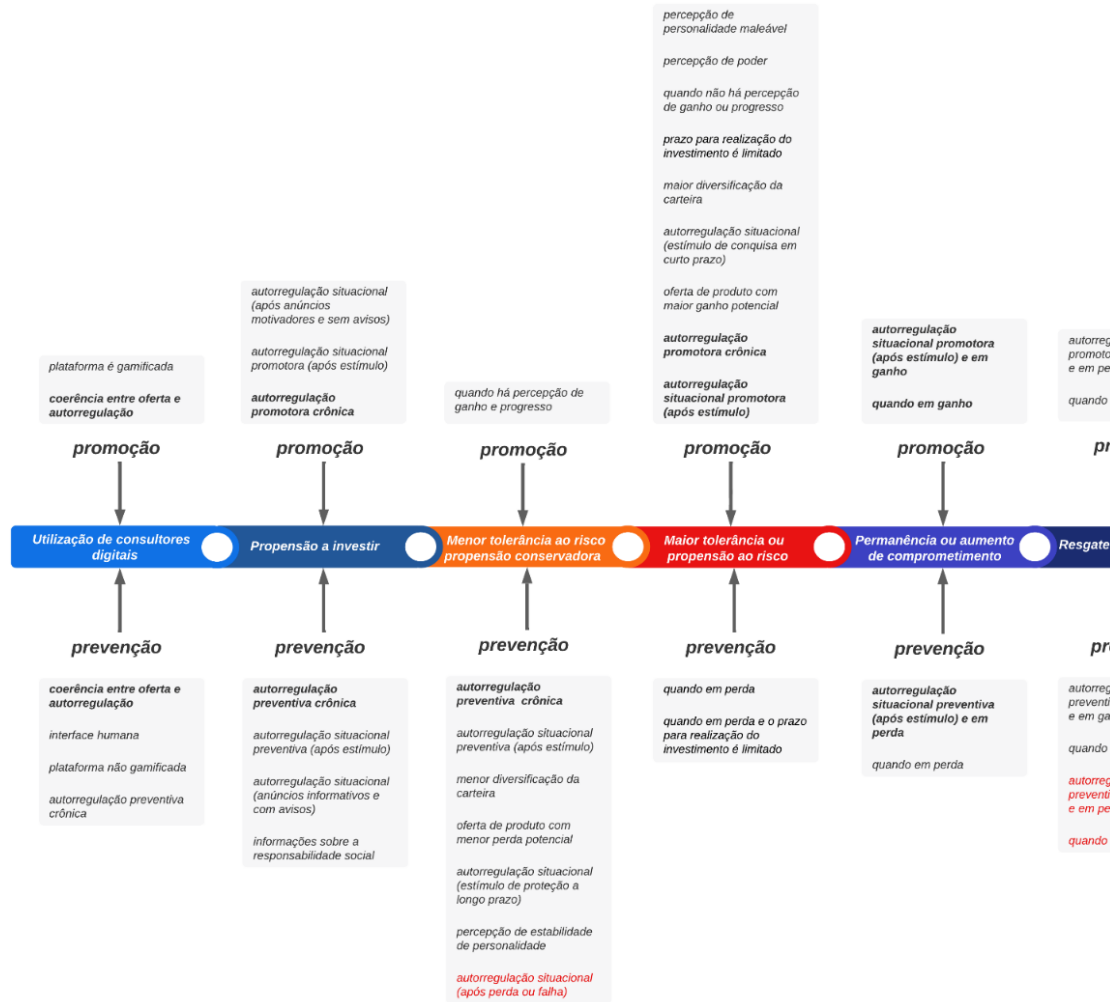 percepção de
personalidade maleável
percepção de poder
quando não há percepção
de ganho ou progresso
prazo para realização do
investimento é limitado
maior diversificação da
carteira
autorregulação situacional
(estímulo de conquisa em
curto prazo)
oferta de produto com
maior ganho potencial
autorregulação
promotora crônica
autorregulação
situacional promotora
(após estímulo)
autorregulação situacional
(após anúncios
motivadores e sem avisos)
autorregulação situacional
promotora (após estímulo)
autorregulação
promotora crônica
plataforma é gamificada
coerência entre oferta e
autorregulação
quando há percepção de
ganho e progresso
autorregulação
situacional promotora
(após estímulo) e em
ganho
quando em ganho
e em
quando
promoção
promoção
promoção
promoção
promoção
Utilização de consultores
digitais
Propensão a investir
Menor tolerância ao risco
propensão conservadora
Maior tolerância ou
propensão ao risco
Permanência ou aumento
de comprometimento
Resgate
prevenção
prevenção
prevenção
prevenção
prevenção
coerência entre oferta e
autorregulação
interface humana
plataforma não gamificada
autorregulação preventiva
crônica
autorregulação
preventiva crônica
autorregulação situacional
preventiva (após estímulo)
autorregulação situacional
(anúncios informativos e
com avisos)
informações sobre a
responsabilidade social
autorregulação
preventiva crônica
autorregulação situacional
preventiva (após estímulo)
menor diversificação da
carteira
oferta de produto com
menor perda potencial
autorregulação situacional
(estímulo de proteção a
longo prazo)
percepção de estabilidade
de personalidade
autorregulação situacional
(após perda ou falha)
quando em perda
quando em perda e o prazo
para realização do
investimento é limitado
autorregulação
situacional preventiva
(após estímulo) e em
perda
quando em perda
e em
quando
e em
quando